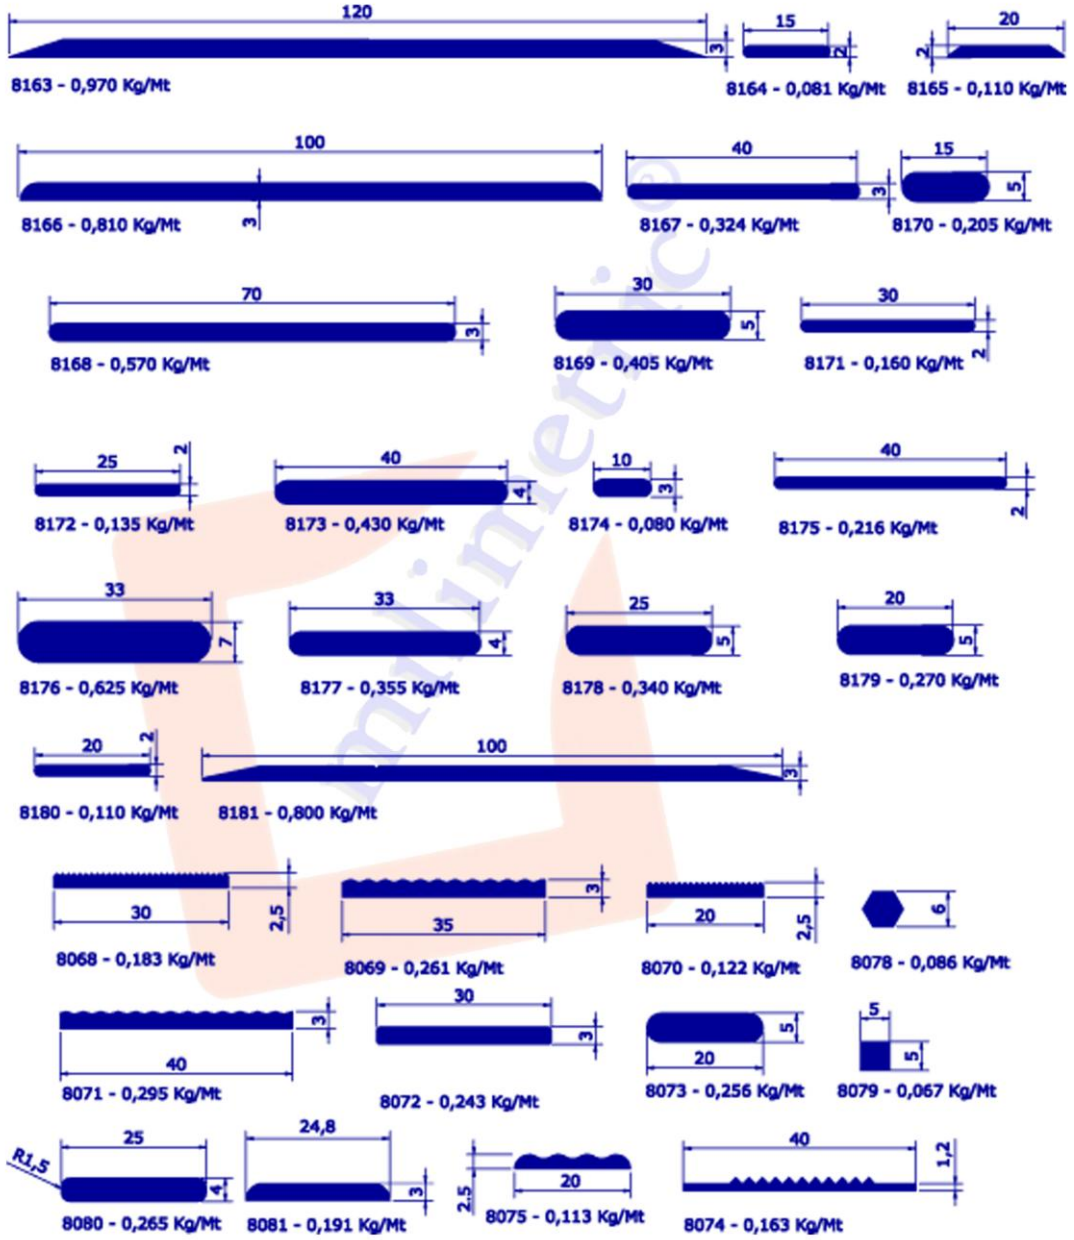 120
3
15
2
20
2
8163 - 0,970 Kg/Mt
8164 - 0,081 Kg/Mt
8165 - 0,110 Kg/Mt
100
3
40
3
15
5
8166 - 0,810 Kg/Mt
8167 - 0,324 Kg/Mt
8170 - 0,205 Kg/Mt
70
3
30
5
30
2
8168 - 0,570 Kg/Mt
8169 - 0,405 Kg/Mt
8171 - 0,160 Kg/Mt
25
2
40
4
10
3
40
2
8172 - 0,135 Kg/Mt
8173 - 0,430 Kg/Mt
8174 - 0,080 Kg/Mt
8175 - 0,216 Kg/Mt
33
7
33
4
25
5
20
5
8176 - 0,625 Kg/Mt
8177 - 0,355 Kg/Mt
8178 - 0,340 Kg/Mt
8179 - 0,270 Kg/Mt
20
2
100
3
8180 - 0,110 Kg/Mt
8181 - 0,800 Kg/Mt
30
2,5
35
3
20
2,5
6
8068 - 0,183 Kg/Mt
8069 - 0,261 Kg/Mt
8070 - 0,122 Kg/Mt
8078 - 0,086 Kg/Mt
40
3
30
3
20
5
5
5
8071 - 0,295 Kg/Mt
8072 - 0,243 Kg/Mt
8073 - 0,256 Kg/Mt
8079 - 0,067 Kg/Mt
R1,5
25
4
24,8
3
2.5
20
40
1,2
8080 - 0,265 Kg/Mt
8081 - 0,191 Kg/Mt
8075 - 0,113 Kg/Mt
8074 - 0,163 Kg/Mt
milimetric®